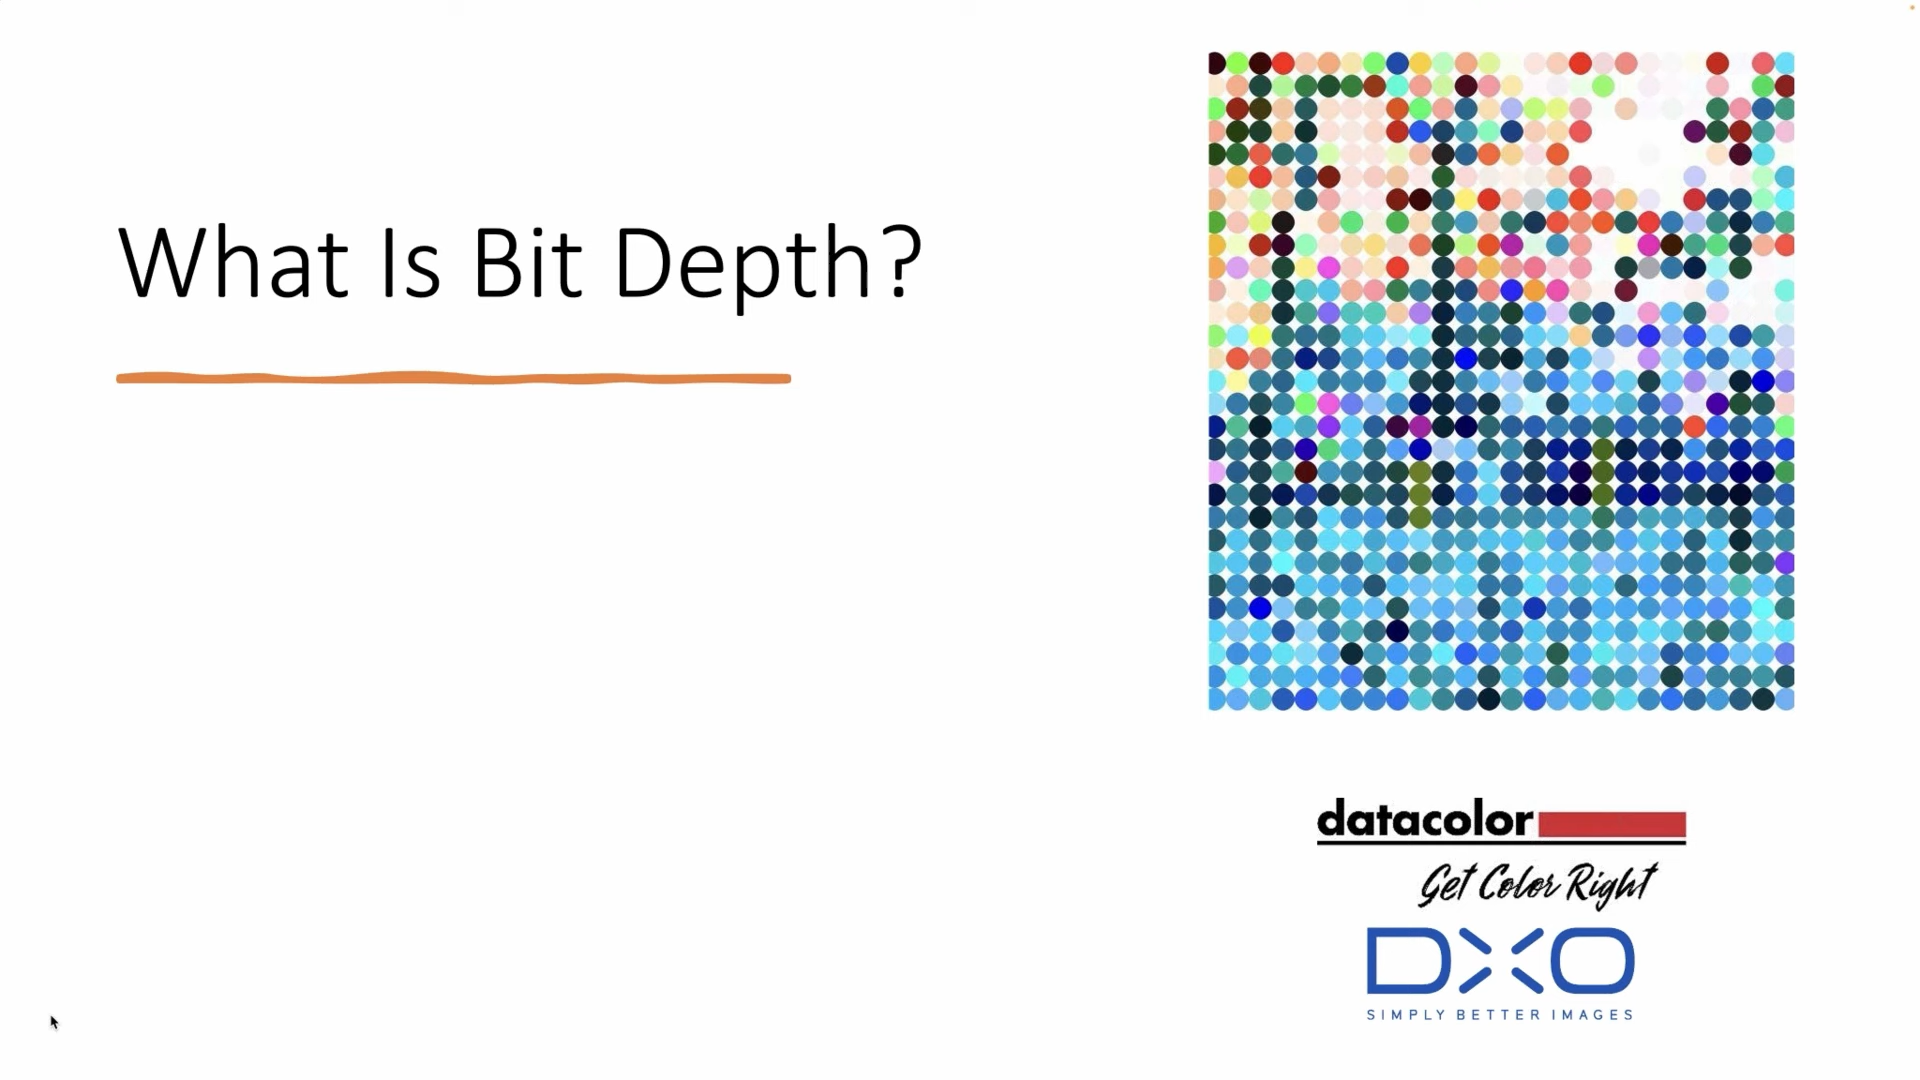 What Is Bit Depth?
datacolor
Get Color Right
DXO
SIMPLY BETTER IMAGES